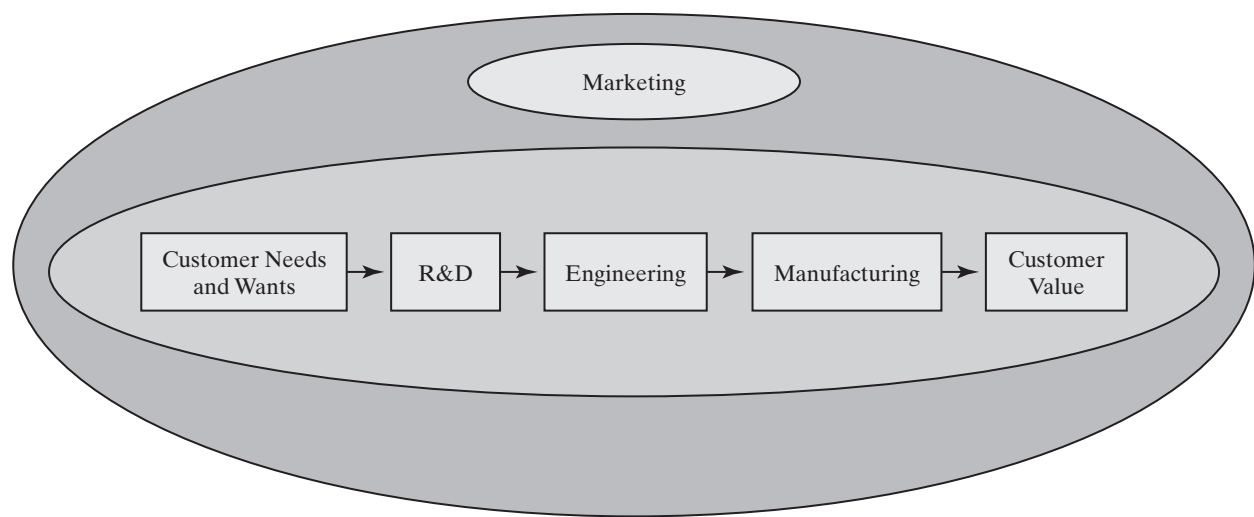 Marketing
Customer Needs
and Wants
R&D
Engineering
Manufacturing
Customer
Value